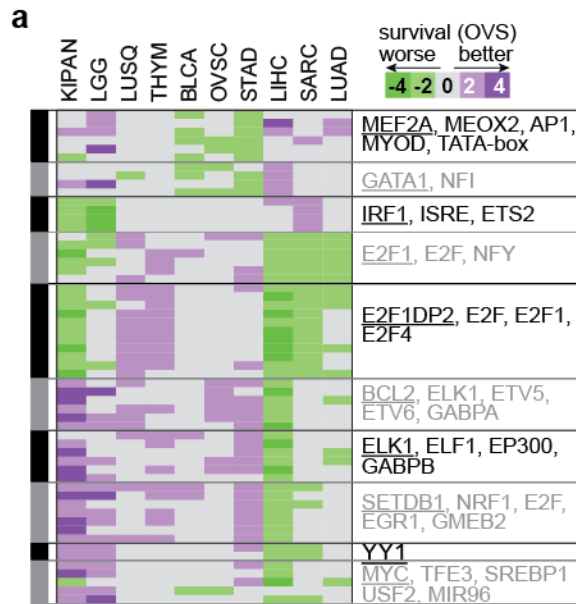 a
survival (OVS)
worse better
-4 -2 0 2 4
KIPAN LGG LUSQ THYM BLCA OVSC STAD LIHC SARC LUAD
MEF2A, MEOX2, AP1,
MYOD, TATA-box
GATA1, NFI
IRF1, ISRE, ETS2
E2F1, E2F, NFY
E2F1DP2, E2F, E2F1,
E2F4
BCL2, ELK1, ETV5,
ETV6, GABPA
ELK1, ELF1, EP300,
GABPB
SETDB1, NRF1, E2F,
EGR1, GMEB2
YY1
MYC, TFE3, SREBP1
USF2, MIR96